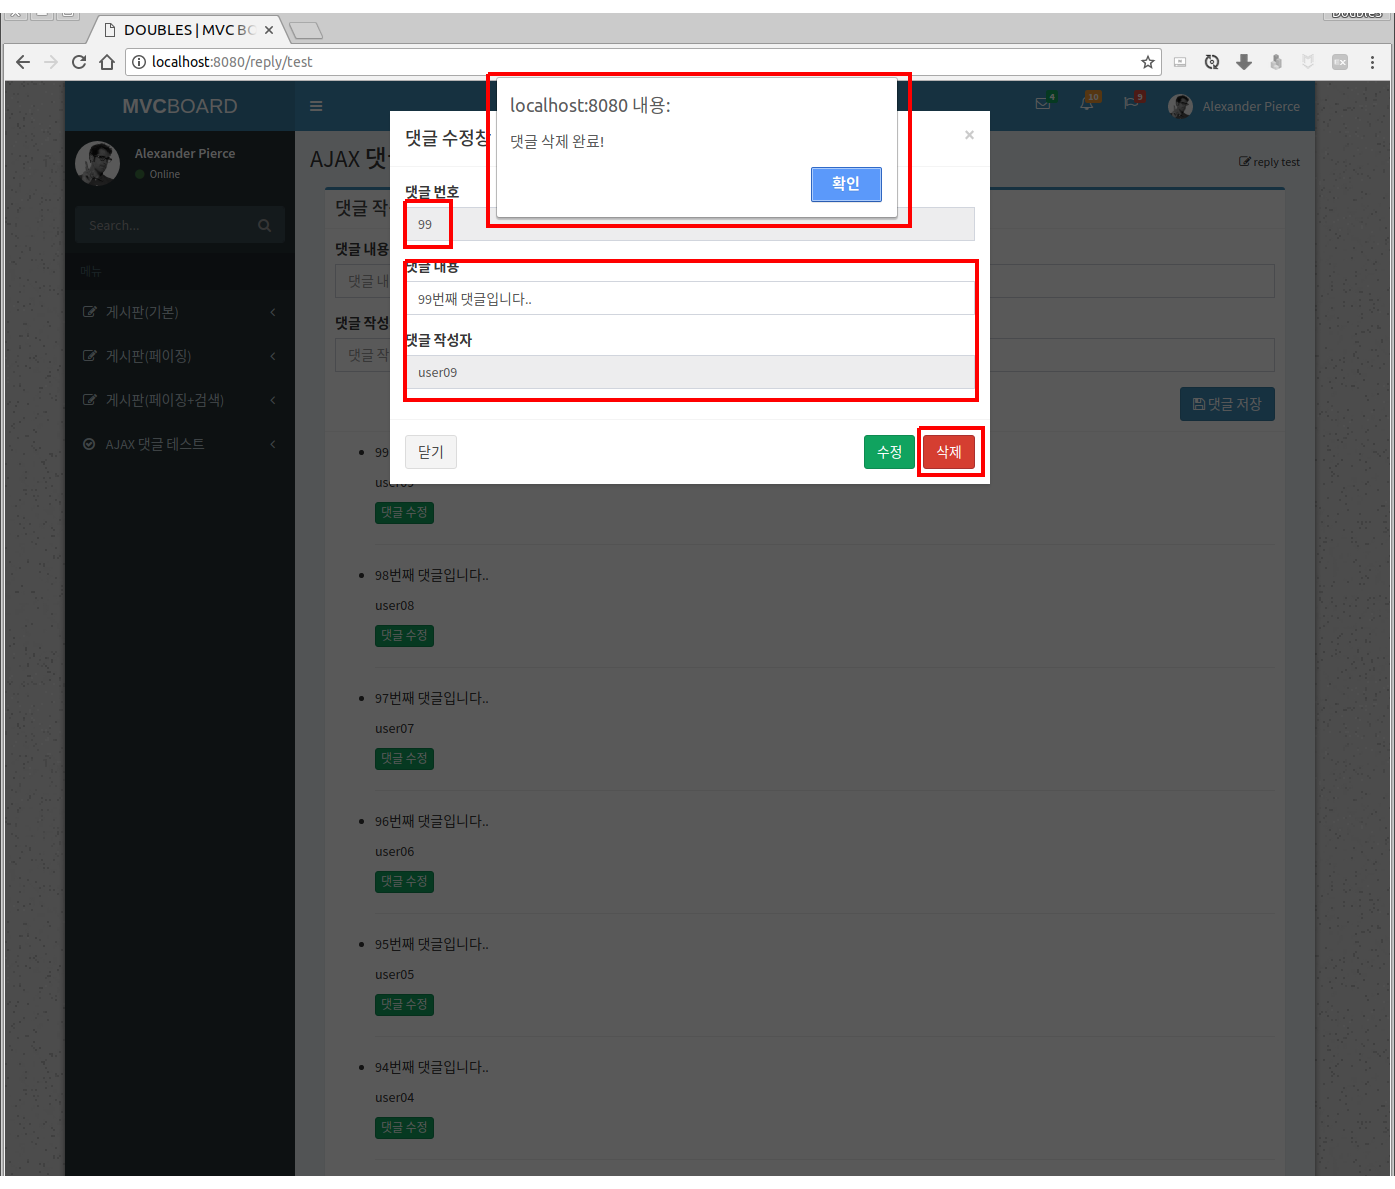 DOUBLES | MVC BO
localhost:8080/reply/test
MVCBOARD
4
10
9
Alexander Pierce
localhost:8080 내용:
댓글 삭제 완료!
확인
댓글 수정창
×
Alexander Pierce
Online
AJAX 댓
reply test
Search...
메뉴
게시판(기본)
게시판(페이징)
게시판(페이징+검색)
AJAX 댓글 테스트
댓글 작
댓글 내용
댓글 내
댓글 작성
댓글 작
댓글 저장
댓글 번호
99
댓글 내용
99번째 댓글입니다..
댓글 작성자
user09
닫기
수정
삭제
99
댓글 수정
98번째 댓글입니다..
user08
댓글 수정
97번째 댓글입니다..
user07
댓글 수정
96번째 댓글입니다..
user06
댓글 수정
95번째 댓글입니다..
user05
댓글 수정
94번째 댓글입니다..
user04
댓글 수정